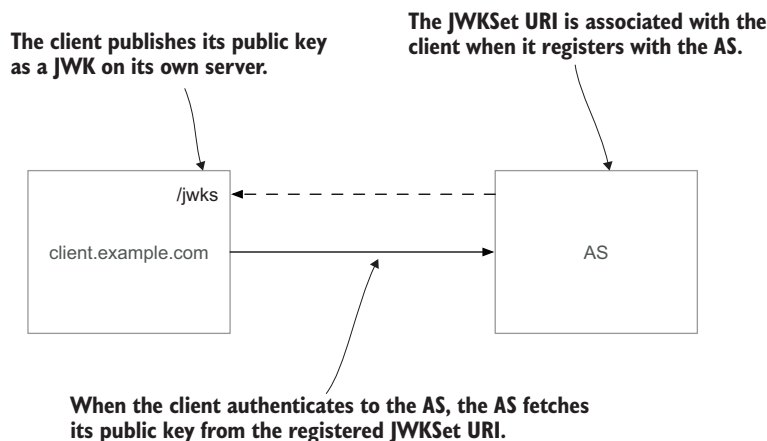 The client publishes its public key
as a JWK on its own server.
The JWKSet URI is associated with the
client when it registers with the AS.
/jwks
client.example.com
AS
When the client authenticates to the AS, the AS fetches
its public key from the registered JWKSet URI.